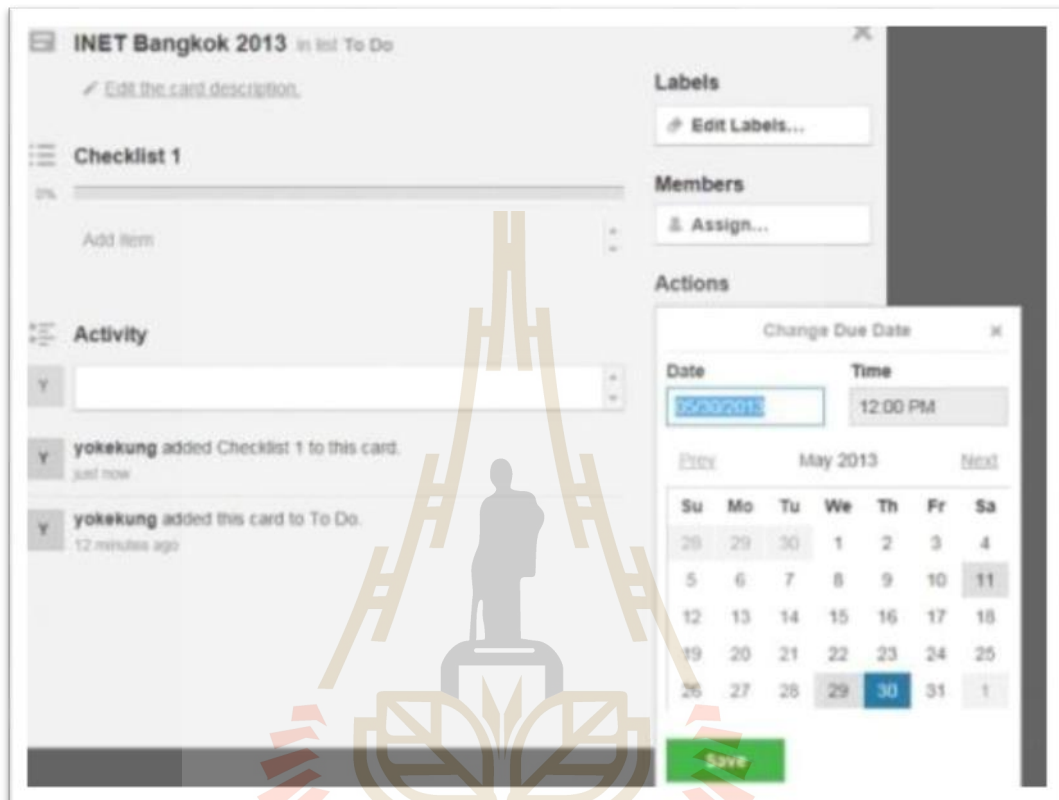 INET Bangkok 2013 in list To Do
Edit the card description.
Checklist 1
0%
Add item
Activity
Y
Y yokekung added Checklist 1 to this card.
just now
Y yokekung added this card to To Do.
12 minutes ago
Labels
Edit Labels...
Members
Assign...
Actions
Change Due Date ×
Date Time
05/30/2013 12:00 PM
Prev May 2013 Next
Su Mo Tu We Th Fr Sa
28 29 30 1 2 3 4
5 6 7 8 9 10 11
12 13 14 15 16 17 18
19 20 21 22 23 24 25
26 27 28 29 30 31 1
Save